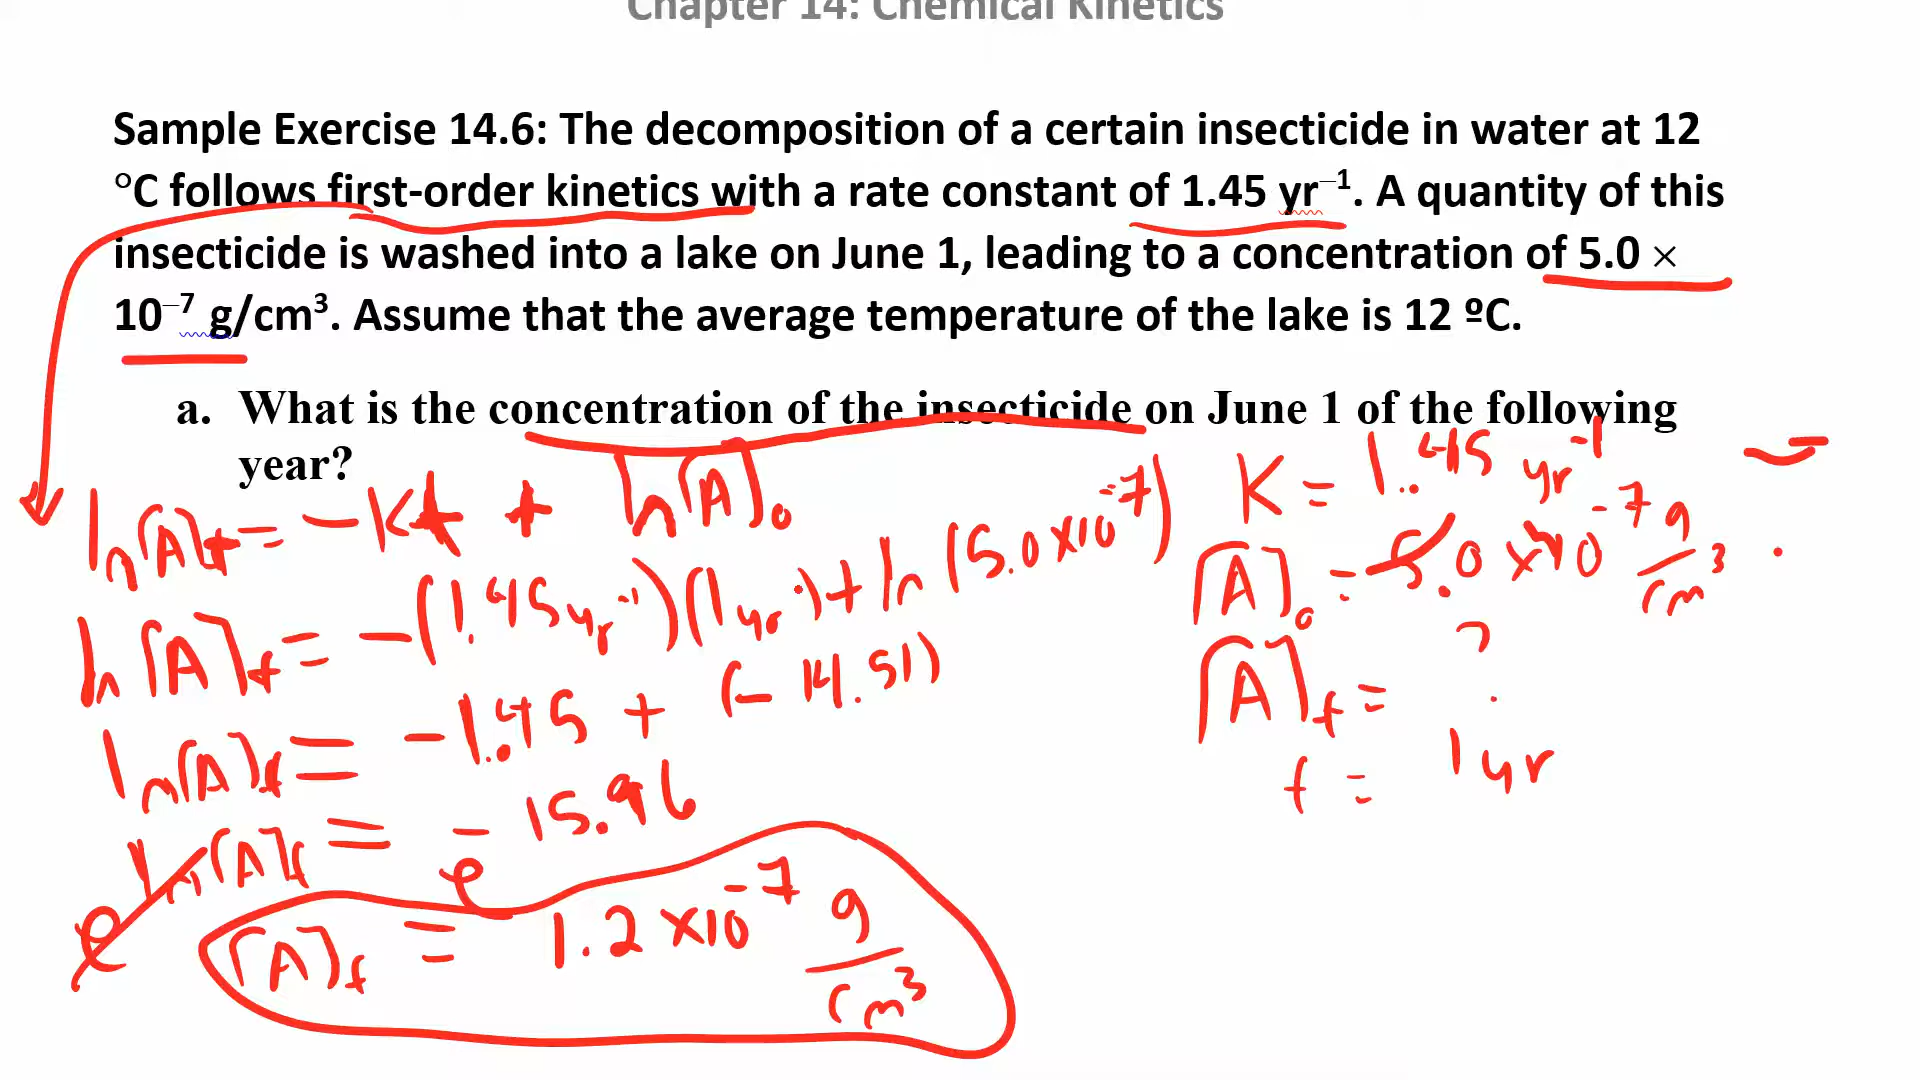 Chapter 14: Chemical Kinetics
Sample Exercise 14.6: The decomposition of a certain insecticide in water at 12
°C follows first-order kinetics with a rate constant of 1.45 yr⁻¹. A quantity of this
insecticide is washed into a lake on June 1, leading to a concentration of 5.0 ×
10⁻⁷ g/cm³. Assume that the average temperature of the lake is 12 ºC.
a. What is the concentration of the insecticide on June 1 of the following
year?
ln[A]t = -kt + ln[A]₀
ln[A]t = -(1.45 yr⁻¹)(1 yr) + ln(5.0 x 10⁻⁷)
ln[A]t = -1.45 + (-14.51)
ln[A]t = -15.96
e e
[A]t = 1.2 x 10⁻⁷ g/cm³
K = 1.45 yr⁻¹
[A]₀ = 5.0 x 10⁻⁷ g/cm³
[A]t = ?
t = 1 yr